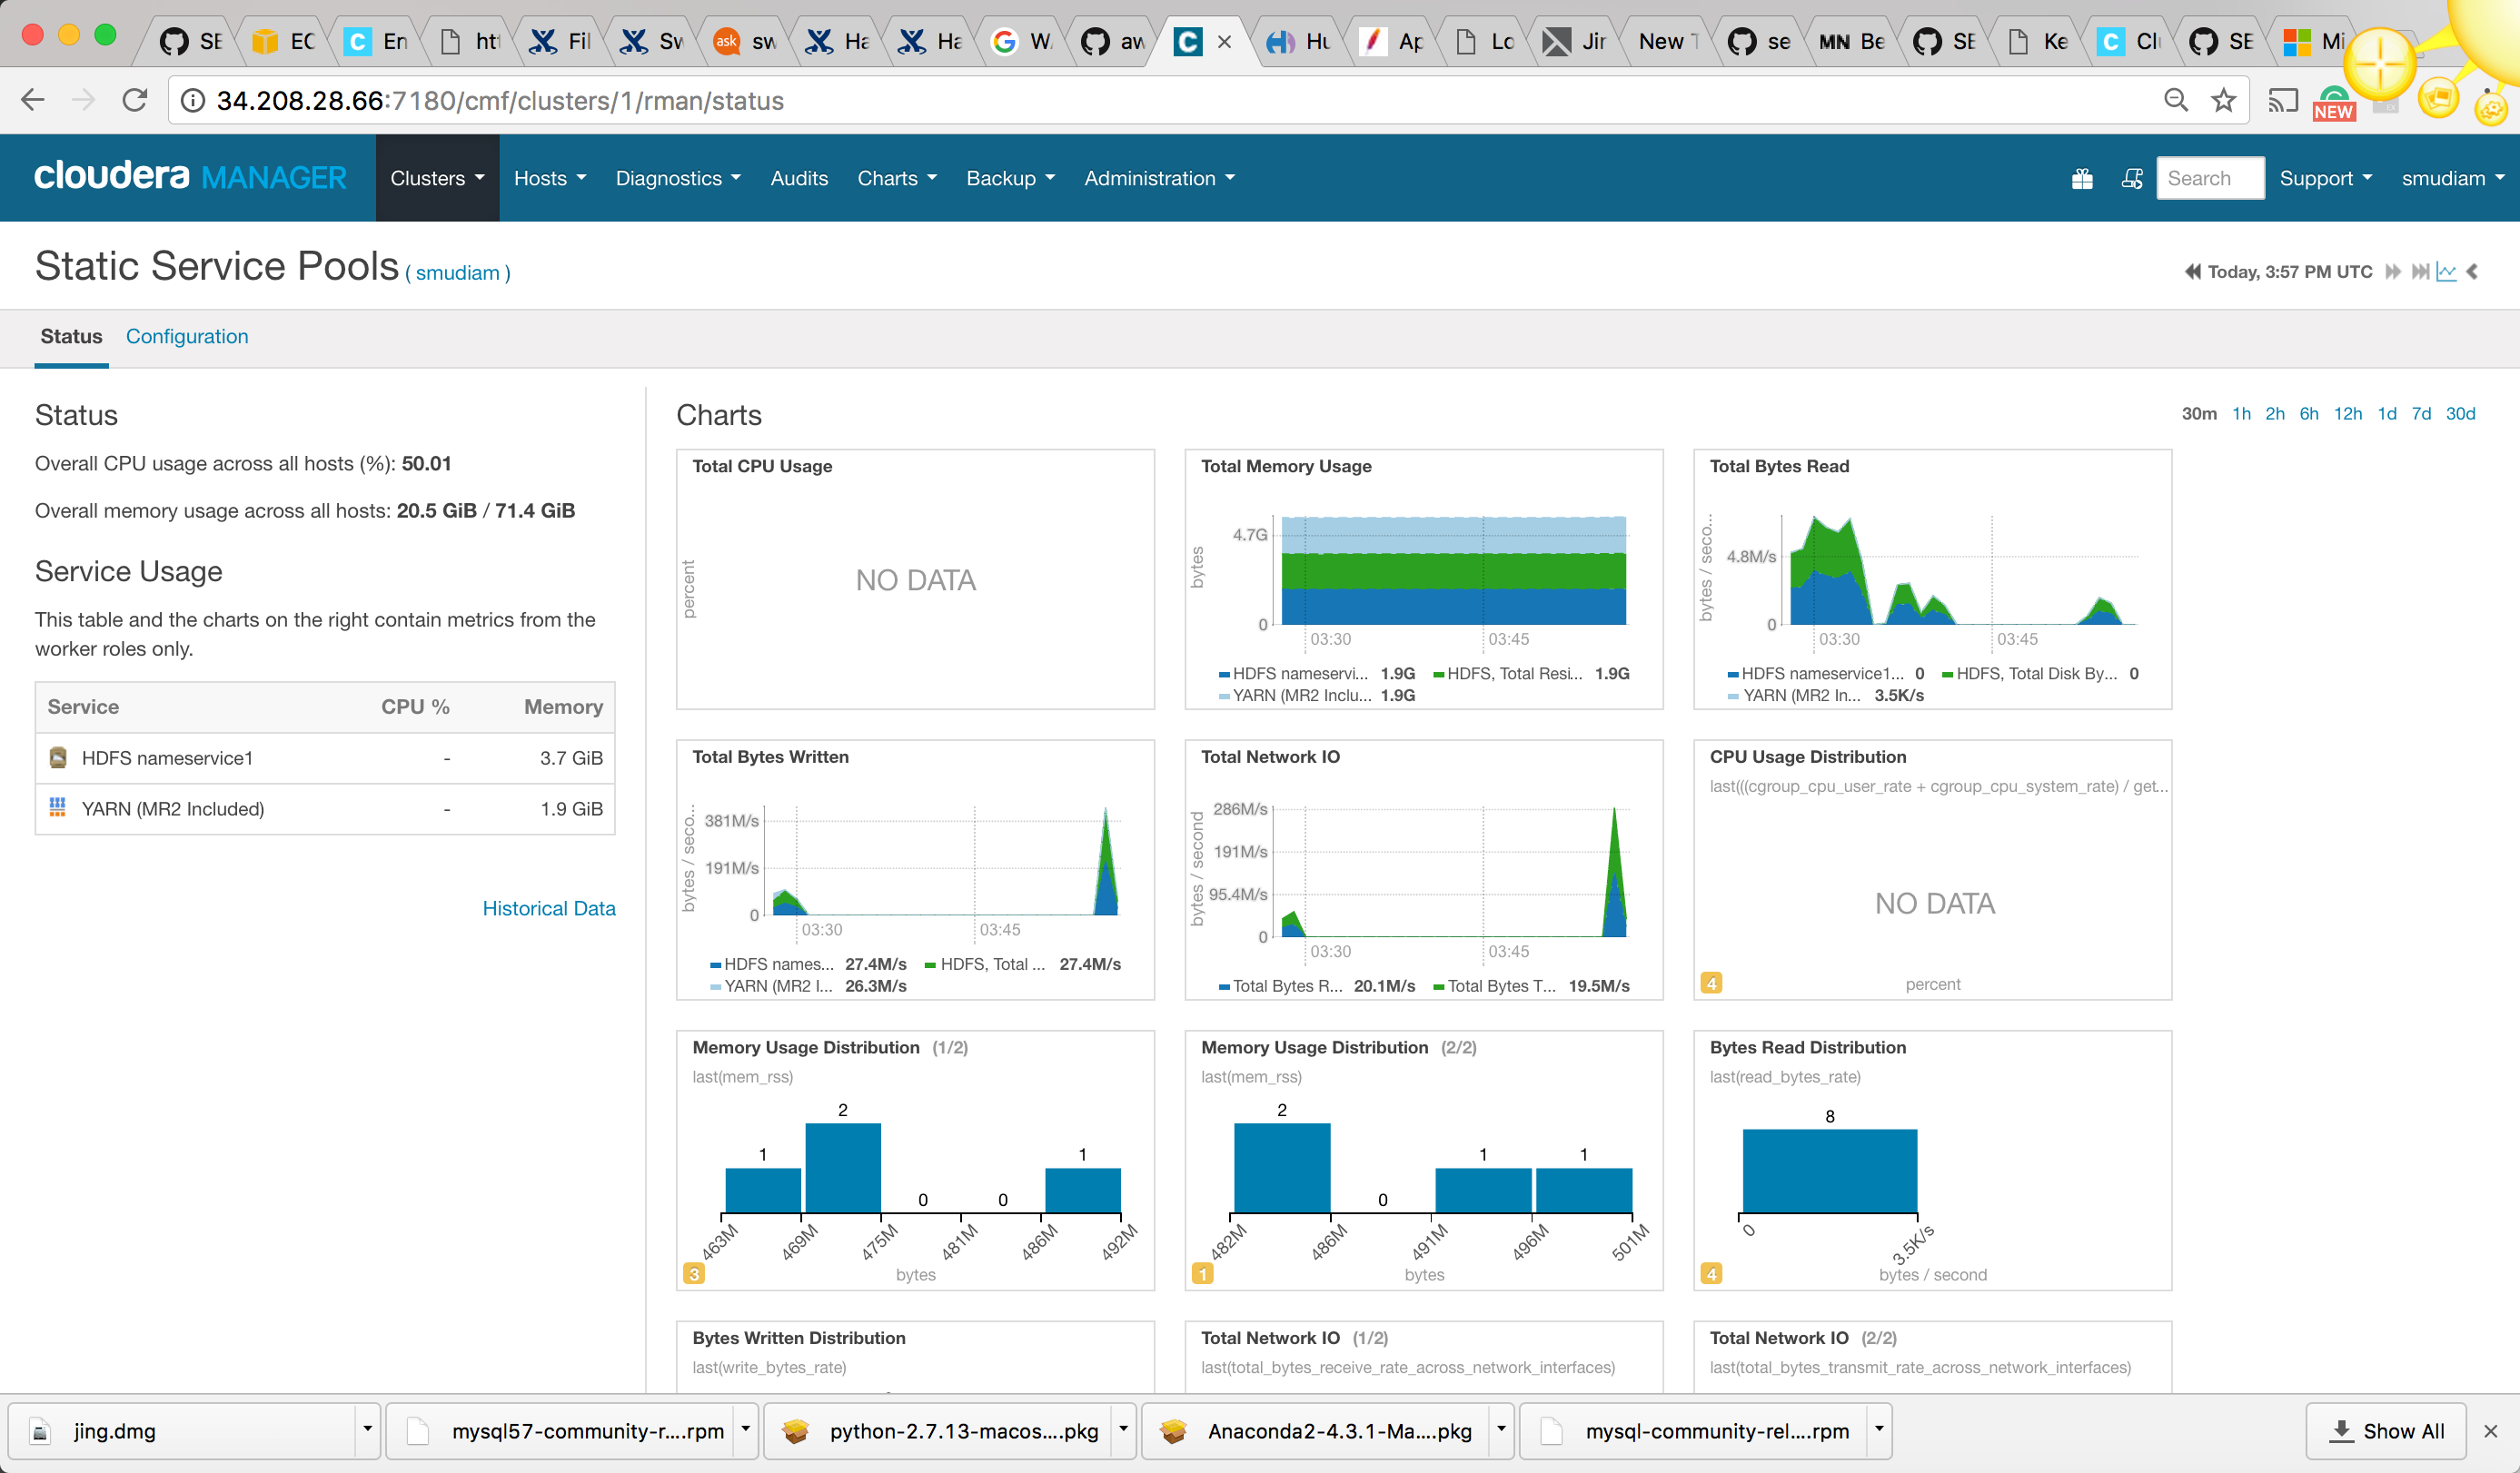 SE EC En ht Fil Sw ask sw Ha Ha W aw C Hu Ap Lo Jir New T se MN Be SE Ke Cl SE Mi
34.208.28.66:7180/cmf/clusters/1/rman/status
NEW
cloudera MANAGER Clusters Hosts Diagnostics Audits Charts Backup Administration Search Support smudiam
Static Service Pools ( smudiam )
Today, 3:57 PM UTC
Status Configuration
Status
Overall CPU usage across all hosts (%): 50.01
Overall memory usage across all hosts: 20.5 GiB / 71.4 GiB
Service Usage
This table and the charts on the right contain metrics from the
worker roles only.
Service CPU % Memory
HDFS nameservice1 - 3.7 GiB
YARN (MR2 Included) - 1.9 GiB
Historical Data
Charts
30m 1h 2h 6h 12h 1d 7d 30d
Total CPU Usage
percent
NO DATA
Total Memory Usage
bytes
4.7G
0
03:30 03:45
HDFS nameservi... 1.9G HDFS, Total Resi... 1.9G
YARN (MR2 Inclu... 1.9G
Total Bytes Read
bytes / seco...
4.8M/s
0
03:30 03:45
HDFS nameservice1... 0 HDFS, Total Disk By... 0
YARN (MR2 In... 3.5K/s
Total Bytes Written
bytes / seco...
381M/s
191M/s
0
03:30 03:45
HDFS names... 27.4M/s HDFS, Total ... 27.4M/s
YARN (MR2 I... 26.3M/s
Total Network IO
bytes / second
286M/s
191M/s
95.4M/s
0
03:30 03:45
Total Bytes R... 20.1M/s Total Bytes T... 19.5M/s
CPU Usage Distribution
last(((cgroup_cpu_user_rate + cgroup_cpu_system_rate) / get...
NO DATA
4
percent
Memory Usage Distribution (1/2)
last(mem_rss)
1 2 0 0 1
463M 469M 475M 481M 486M 492M
3
bytes
Memory Usage Distribution (2/2)
last(mem_rss)
2 0 1 1
482M 486M 491M 496M 501M
1
bytes
Bytes Read Distribution
last(read_bytes_rate)
8
0 3.5K/s
4
bytes / second
Bytes Written Distribution
last(write_bytes_rate)
Total Network IO (1/2)
last(total_bytes_receive_rate_across_network_interfaces)
Total Network IO (2/2)
last(total_bytes_transmit_rate_across_network_interfaces)
jing.dmg mysql57-community-r....rpm python-2.7.13-macos....pkg Anaconda2-4.3.1-Ma....pkg mysql-community-rel....rpm Show All